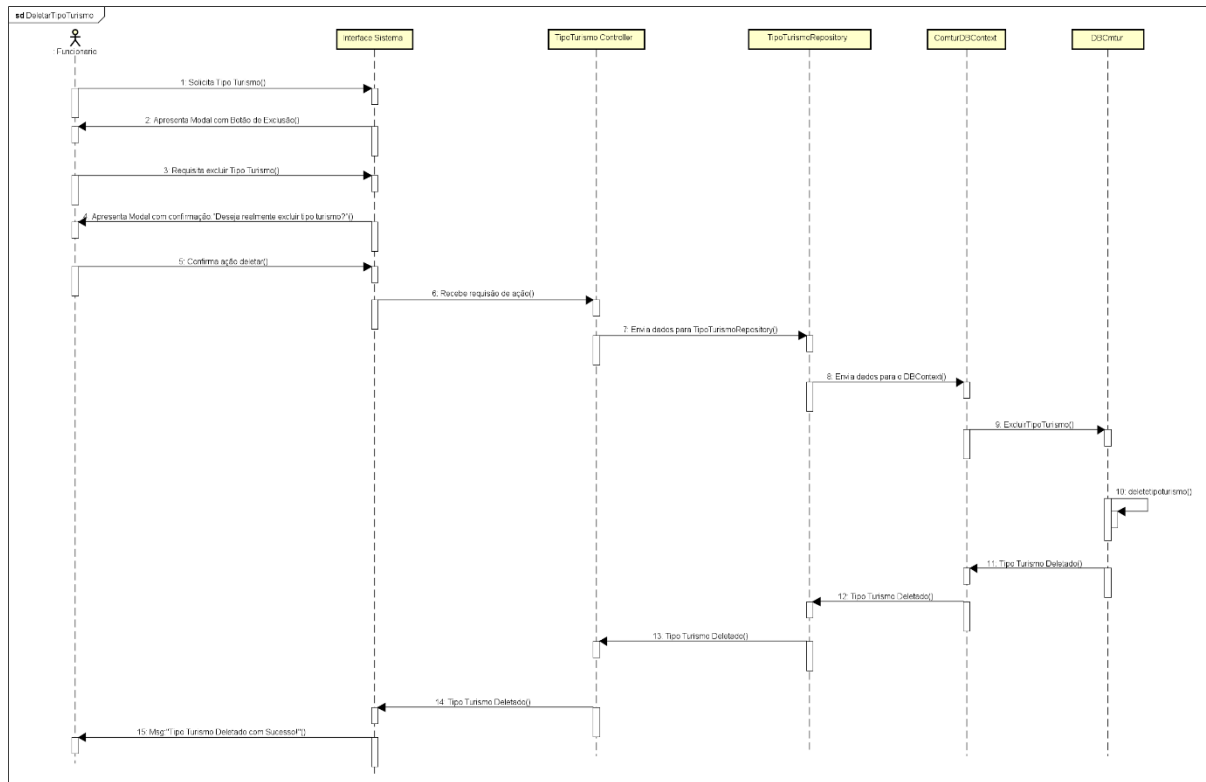 sd DeletarTipoTurismo
: Funcionario
Interface Sistema
TipoTurismo Controller
TipoTurismoRepository
ComturDBContext
DBCmtur
1: Solicita Tipo Turismo()
2: Apresenta Modal com Botão de Exclusão()
3: Requisita excluir Tipo Turismo()
4: Apresenta Modal com confirmação "Deseja realmente excluir tipo turismo?"()
5: Confirma ação deletar()
6: Recebe requisão de ação()
7: Envia dados para TipoTurismoRepository()
8: Envia dados para o DBContext()
9: ExcluirTipoTurismo()
10: deletetipoturismo()
11: Tipo Turismo Deletado()
12: Tipo Turismo Deletado()
13: Tipo Turismo Deletado()
14: Tipo Turismo Deletado()
15: Msg:"Tipo Turismo Deletado com Sucesso!"()